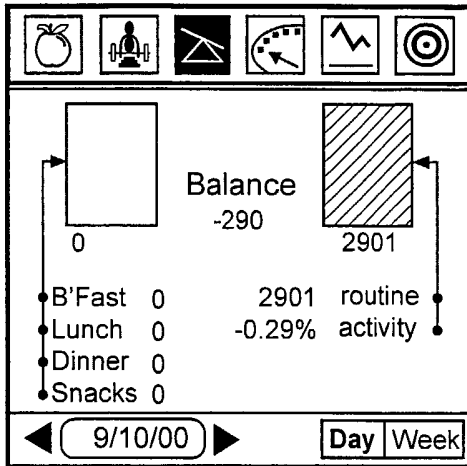 Balance
-290
0 2901
B'Fast 0 2901 routine
Lunch 0 -0.29% activity
Dinner 0
Snacks 0
9/10/00 Day Week